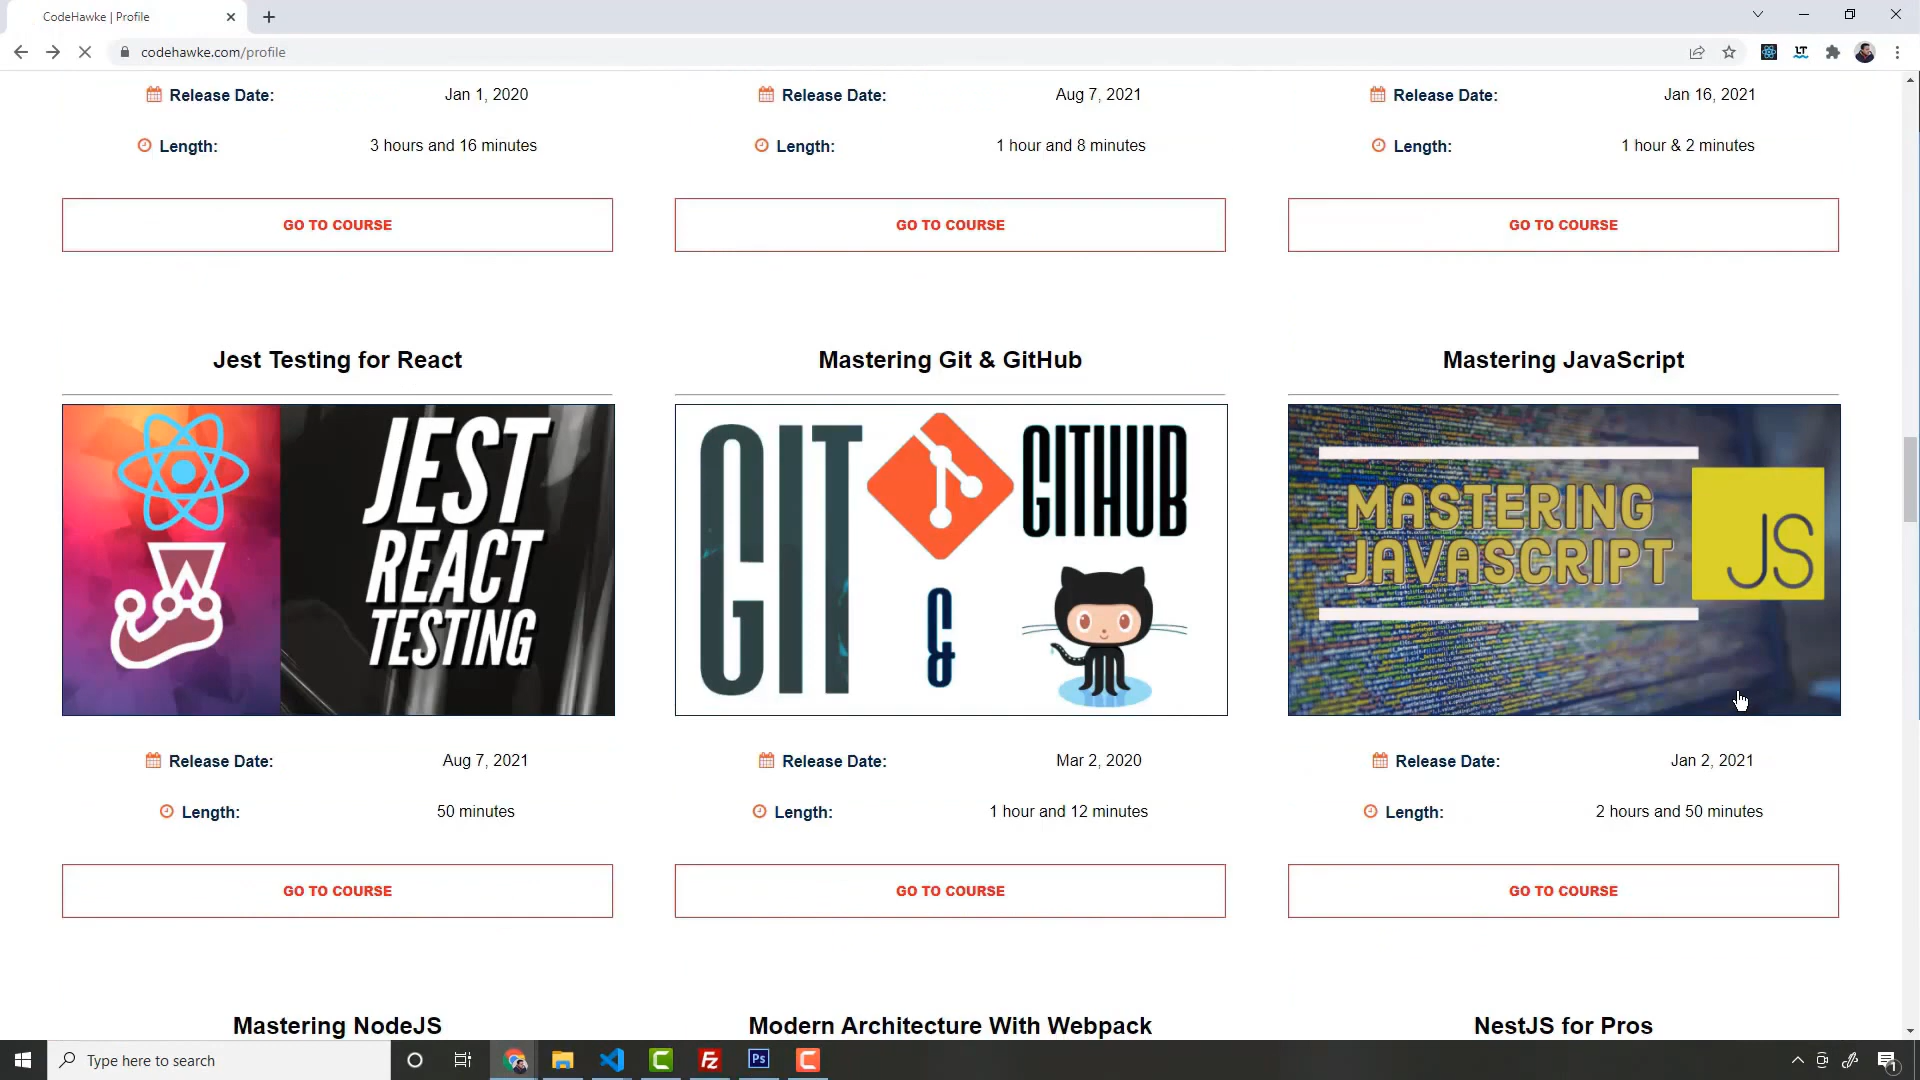 CodeHawke | Profile
codehawke.com/profile
Release Date: Jan 1, 2020
Release Date: Aug 7, 2021
Release Date: Jan 16, 2021
Length: 3 hours and 16 minutes
Length: 1 hour and 8 minutes
Length: 1 hour & 2 minutes
GO TO COURSE
GO TO COURSE
GO TO COURSE
Jest Testing for React
Mastering Git & GitHub
Mastering JavaScript
JEST
REACT
TESTING
GIT
&
GITHUB
MASTERING
JAVASCRIPT
JS
Release Date: Aug 7, 2021
Release Date: Mar 2, 2020
Release Date: Jan 2, 2021
Length: 50 minutes
Length: 1 hour and 12 minutes
Length: 2 hours and 50 minutes
GO TO COURSE
GO TO COURSE
GO TO COURSE
Mastering NodeJS
Modern Architecture With Webpack
NestJS for Pros
Type here to search
Fz
Ps
1